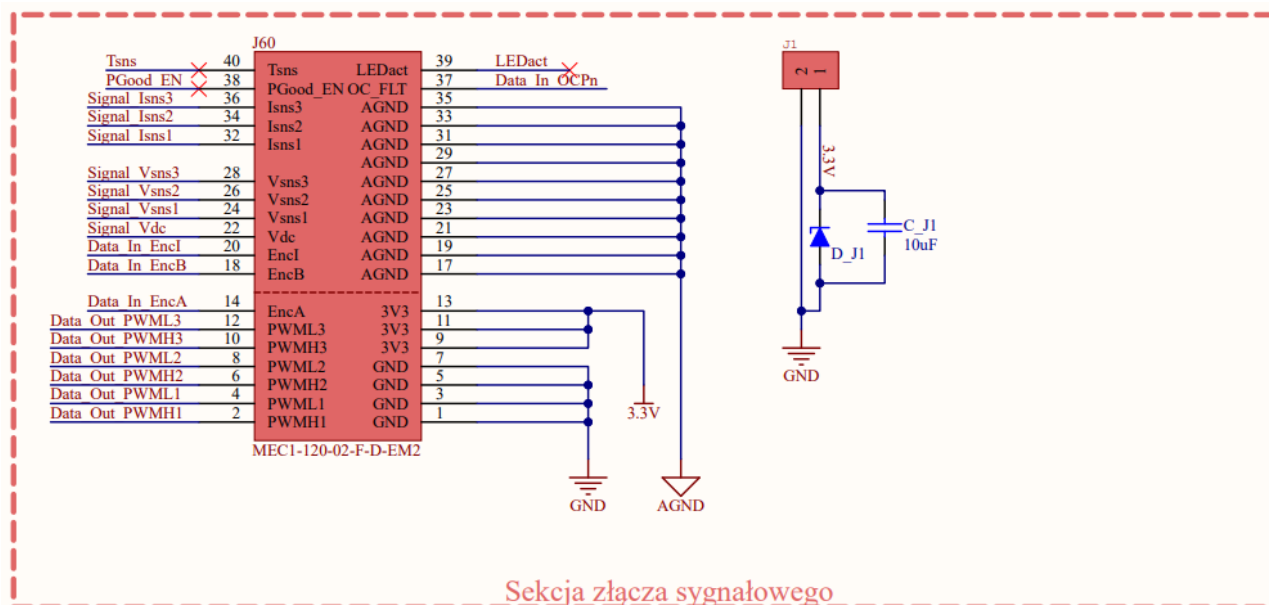 J60
Tsns 40 Tsns LEDact 39 LEDact
PGood_EN 38 PGood_EN OC_FLT 37 Data_In_OCPn
Signal_Isns3 36 Isns3 AGND 35
Signal_Isns2 34 Isns2 AGND 33
Signal_Isns1 32 Isns1 AGND 31
AGND 29
Signal_Vsns3 28 Vsns3 AGND 27
Signal_Vsns2 26 Vsns2 AGND 25
Signal_Vsns1 24 Vsns1 AGND 23
Signal_Vdc 22 Vdc AGND 21
Data_In_EncI 20 EncI AGND 19
Data_In_EncB 18 EncB AGND 17
Data_In_EncA 14 EncA 3V3 13
Data_Out_PWML3 12 PWML3 3V3 11
Data_Out_PWMH3 10 PWMH3 3V3 9
Data_Out_PWML2 8 PWML2 GND 7
Data_Out_PWMH2 6 PWMH2 GND 5
Data_Out_PWML1 4 PWML1 GND 3
Data_Out_PWMH1 2 PWMH1 GND 1
MEC1-120-02-F-D-EM2
3.3V
GND
AGND
J1
2 1
3.3V
C_J1
10uF
D_J1
GND
Sekcja złącza sygnałowego